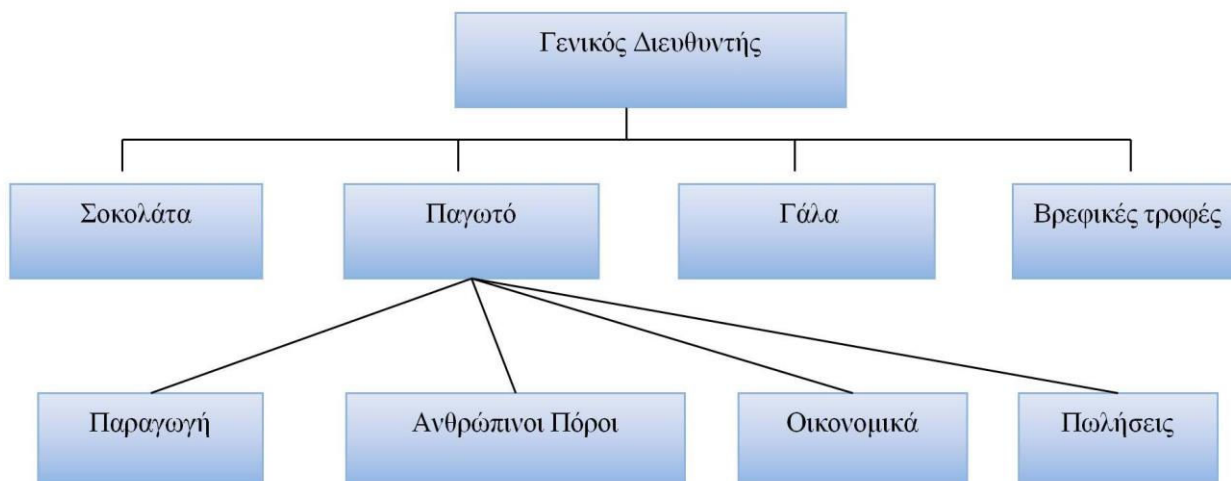 Γενικός Διευθυντής
Σοκολάτα
Παγωτό
Γάλα
Βρεφικές τροφές
Παραγωγή
Ανθρώπινοι Πόροι
Οικονομικά
Πωλήσεις